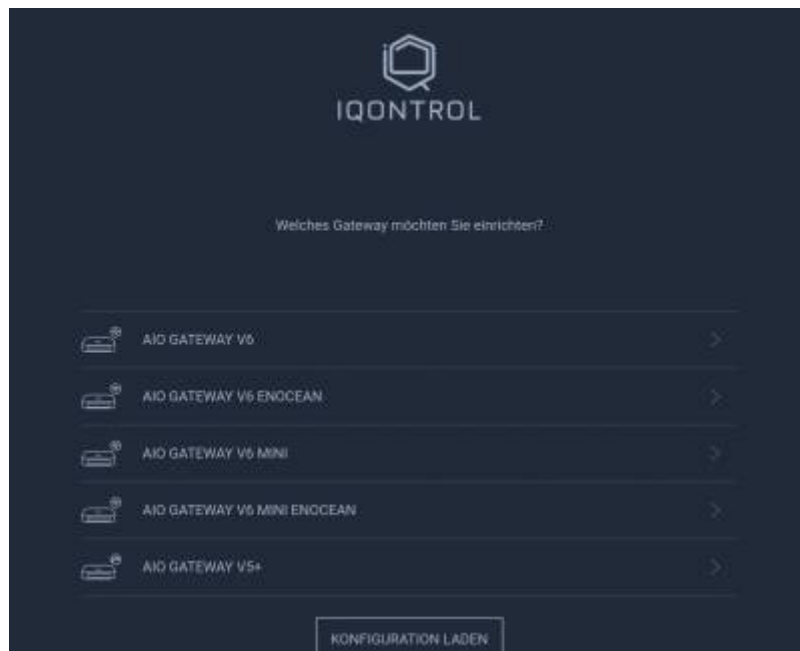 IQONTROL
Welches Gateway möchten Sie einrichten?
AIO GATEWAY V6
AIO GATEWAY V6 ENOCEAN
AIO GATEWAY V6 MINI
AIO GATEWAY V6 MINI ENOCEAN
AIO GATEWAY V5+
KONFIGURATION LADEN